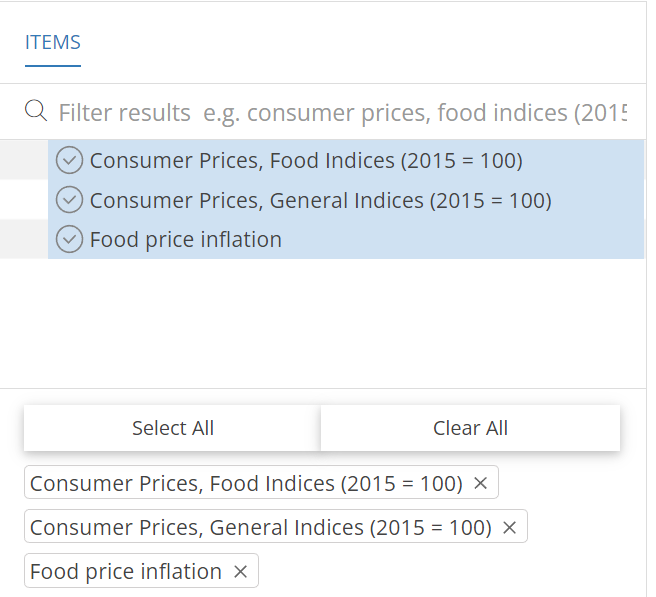 ITEMS
Filter results e.g. consumer prices, food indices (2015
Consumer Prices, Food Indices (2015 = 100)
Consumer Prices, General Indices (2015 = 100)
Food price inflation
Select All
Clear All
Consumer Prices, Food Indices (2015 = 100) ×
Consumer Prices, General Indices (2015 = 100) ×
Food price inflation ×